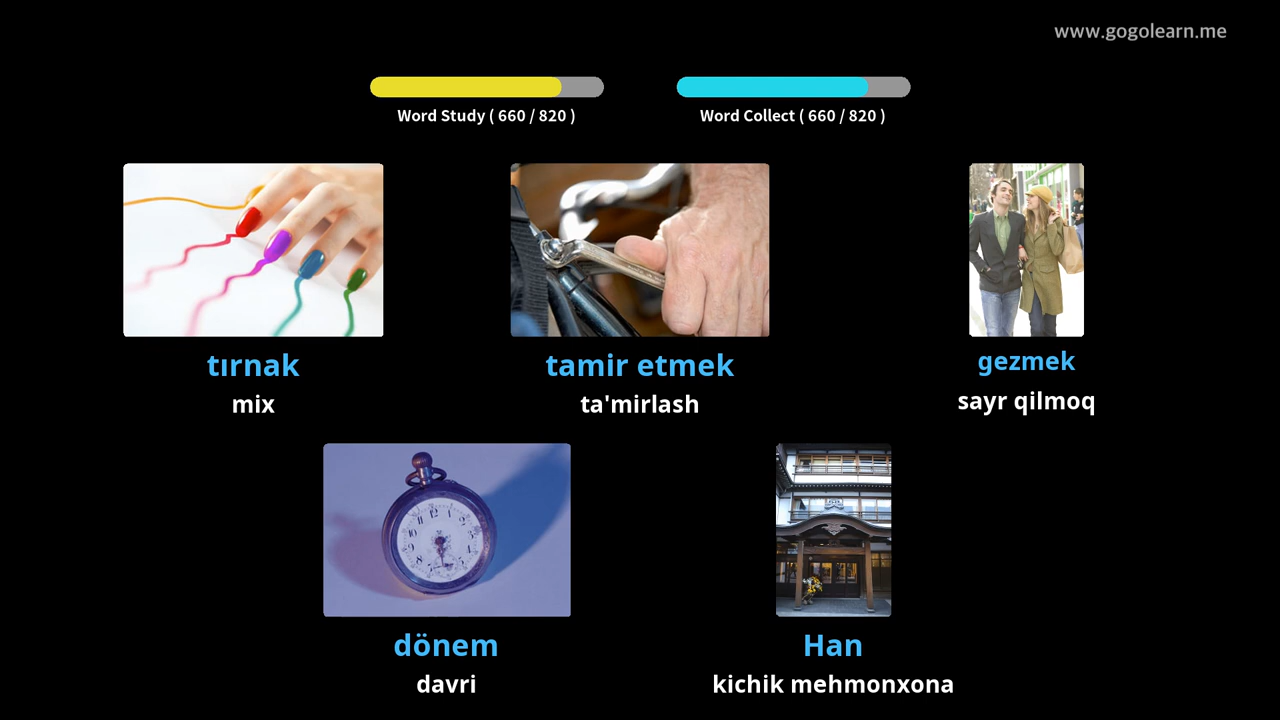 www.gogolearn.me
Word Study ( 660 / 820 )
Word Collect ( 660 / 820 )
tırnak
mix
tamir etmek
ta'mirlash
gezmek
sayr qilmoq
dönem
davri
Han
kichik mehmonxona